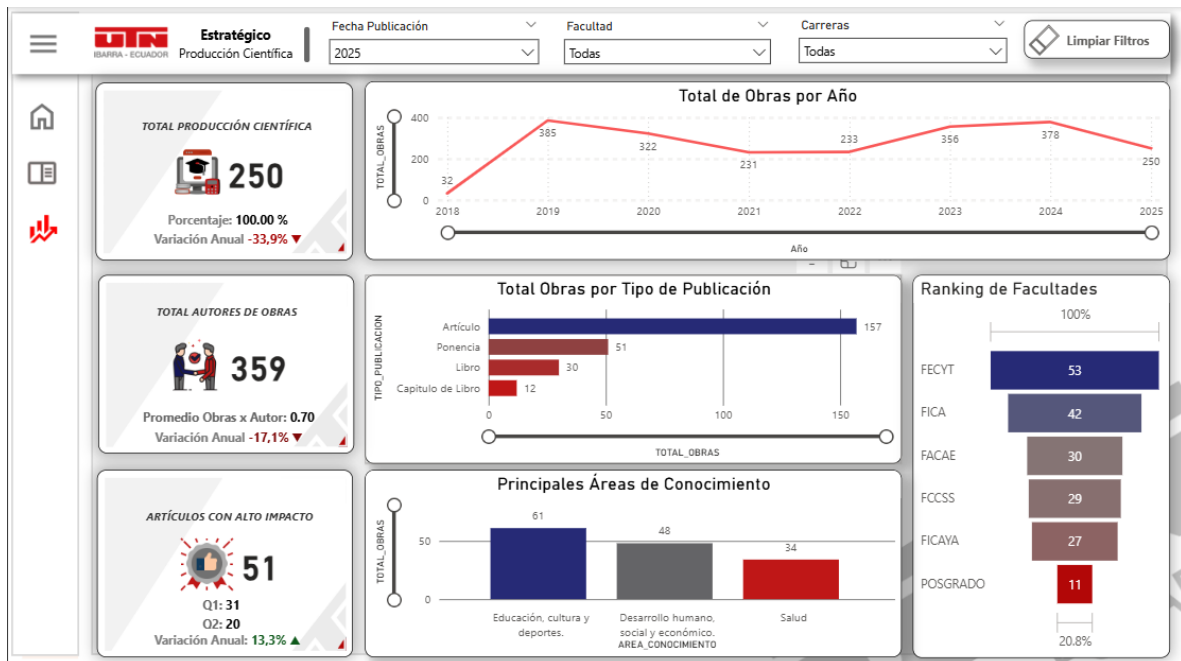 UTN
IBARRA - ECUADOR
Estratégico
Producción Científica
Fecha Publicación
2025
Facultad
Todas
Carreras
Todas
Limpiar Filtros
TOTAL PRODUCCIÓN CIENTÍFICA
250
Porcentaje: 100.00 %
Variación Anual -33,9% ▼
Total de Obras por Año
TOTAL_OBRAS
400
200
0
32
385
322
231
233
356
378
250
2018
2019
2020
2021
2022
2023
2024
2025
Año
TOTAL AUTORES DE OBRAS
359
Promedio Obras x Autor: 0.70
Variación Anual -17,1% ▼
Total Obras por Tipo de Publicación
TIPO_PUBLICACION
Artículo
157
Ponencia
51
Libro
30
Capitulo de Libro
12
0
50
100
150
TOTAL_OBRAS
Ranking de Facultades
100%
FECYT
53
FICA
42
FACAE
30
FCCSS
29
FICAYA
27
POSGRADO
11
20.8%
ARTÍCULOS CON ALTO IMPACTO
51
Q1: 31
Q2: 20
Variación Anual: 13,3% ▲
Principales Áreas de Conocimiento
TOTAL_OBRAS
50
0
61
48
34
Educación, cultura y
deportes.
Desarrollo humano,
social y económico.
Salud
AREA_CONOCIMIENTO